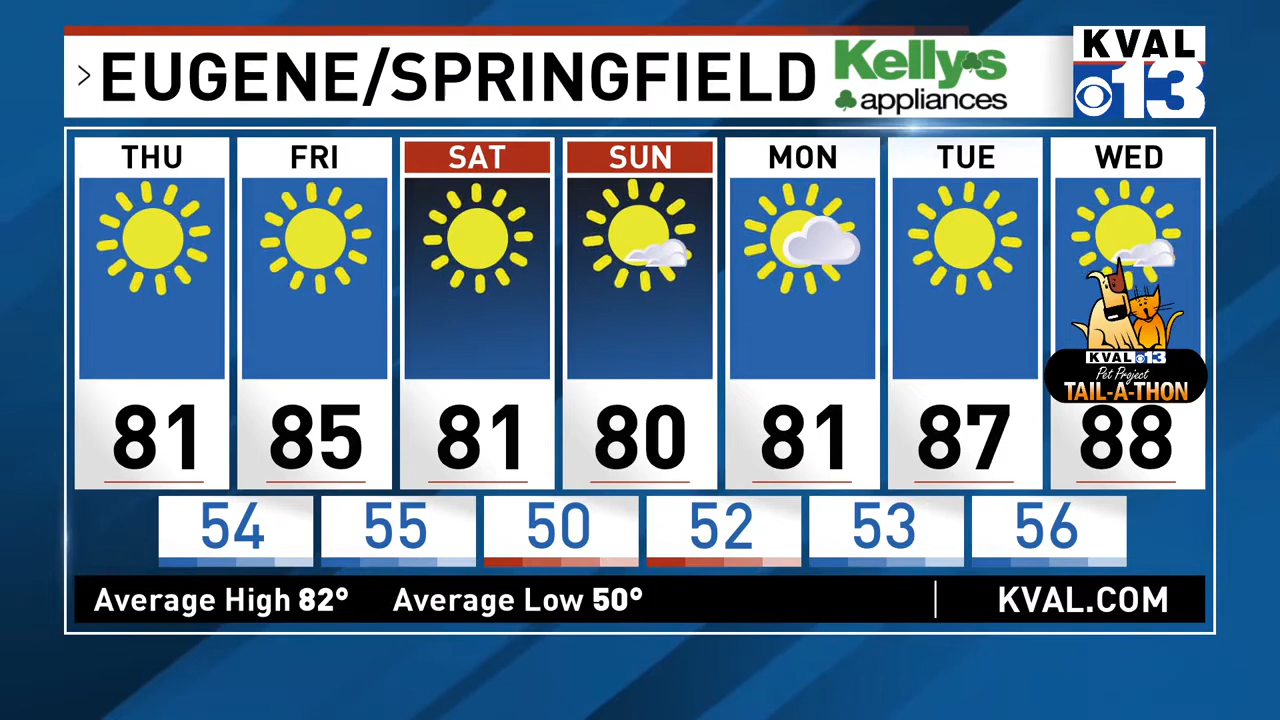 > EUGENE/SPRINGFIELD
Kelly's
appliances
KVAL
13
THU FRI SAT SUN MON TUE WED
KVAL 13
Pet Project
TAIL-A-THON
81 85 81 80 81 87 88
54 55 50 52 53 56
Average High 82° Average Low 50° KVAL.COM